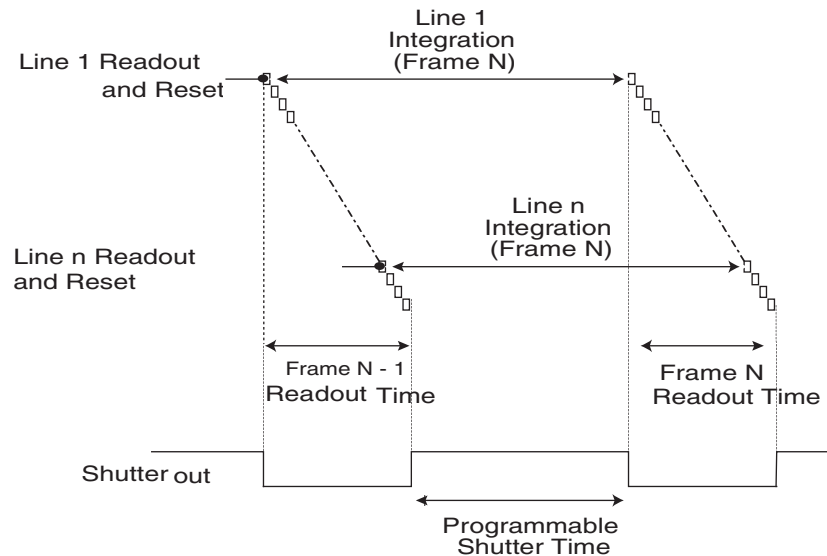 Line 1
Integration
(Frame N)
Line 1 Readout
and Reset
Line n
Integration
(Frame N)
Line n Readout
and Reset
Frame N - 1
Readout Time
Frame N
Readout Time
Shutter out
Programmable
Shutter Time